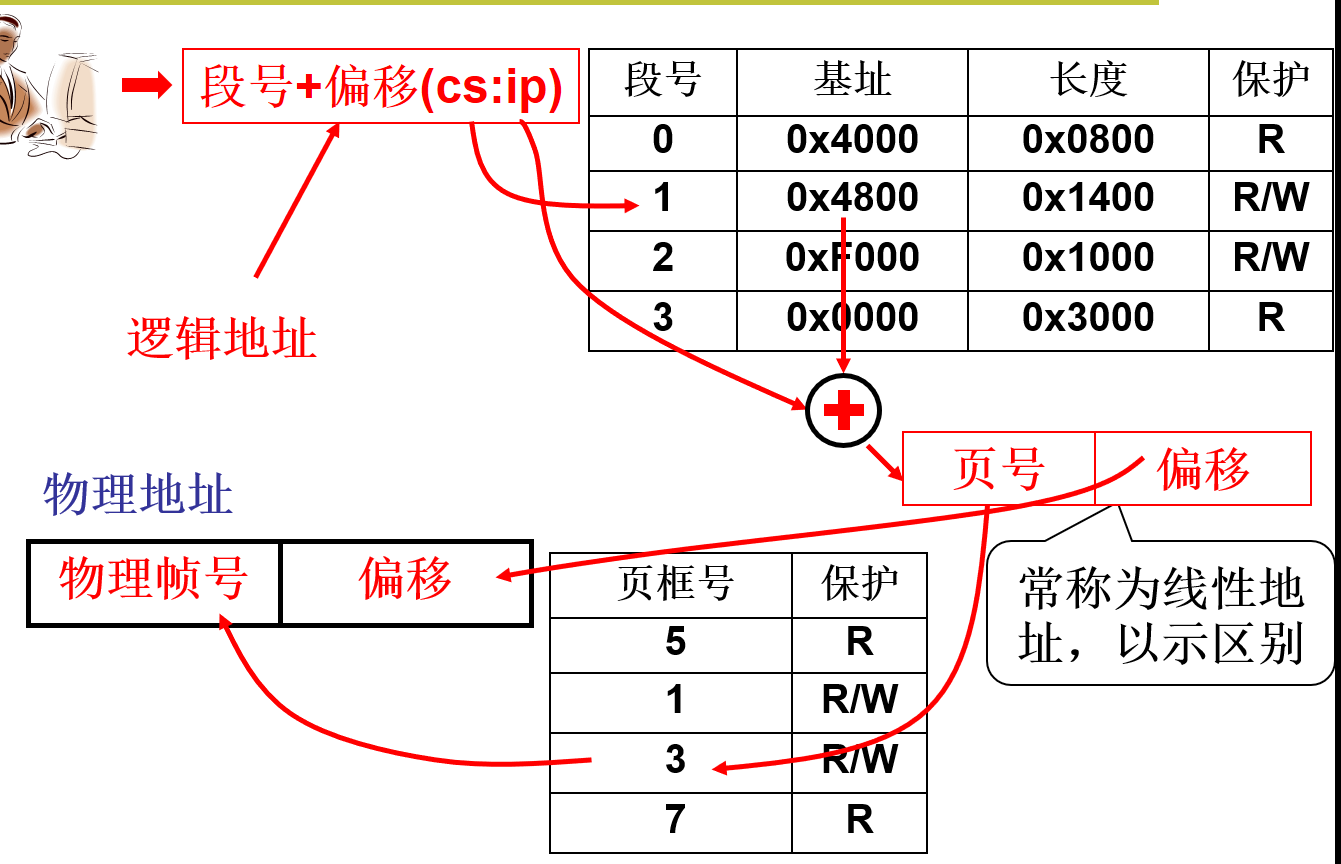 段号+偏移(cs:ip)
段号 基址 长度 保护
0 0x4000 0x0800 R
1 0x4800 0x1400 R/W
2 0xF000 0x1000 R/W
3 0x0000 0x3000 R
逻辑地址
页号 偏移
物理地址
物理帧号 偏移
常称为线性地
址，以示区别
页框号 保护
5 R
1 R/W
3 R/W
7 R